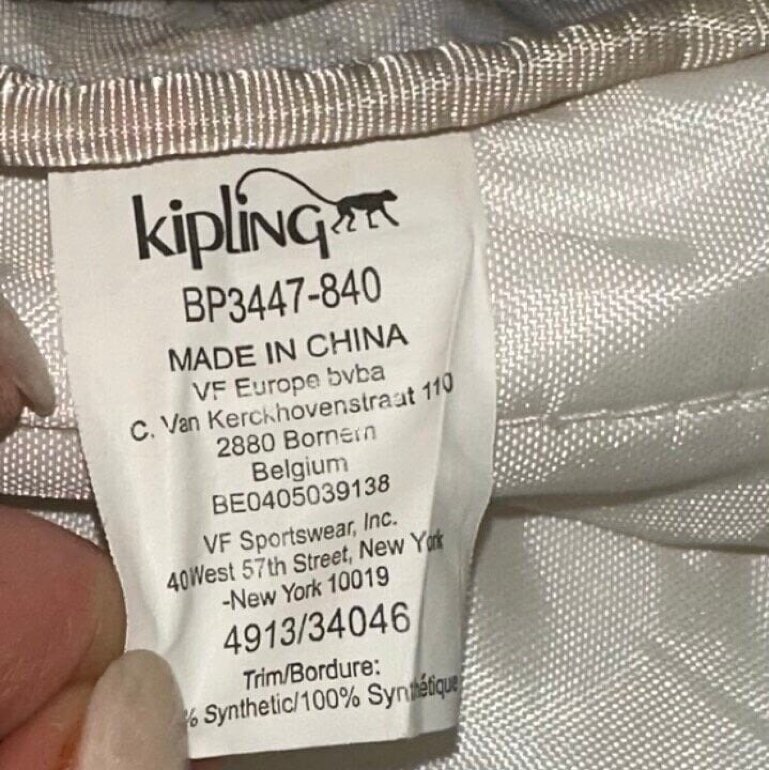 kipling
BP3447-840
MADE IN CHINA
VF Europe bvba
C. Van Kerckhovenstraat 110
2880 Bornem
Belgium
BE0405039138
VF Sportswear, Inc.
40West 57th Street, New York
-New York 10019
4913/34046
Trim/Bordure:
% Synthetic/100% Synthétique